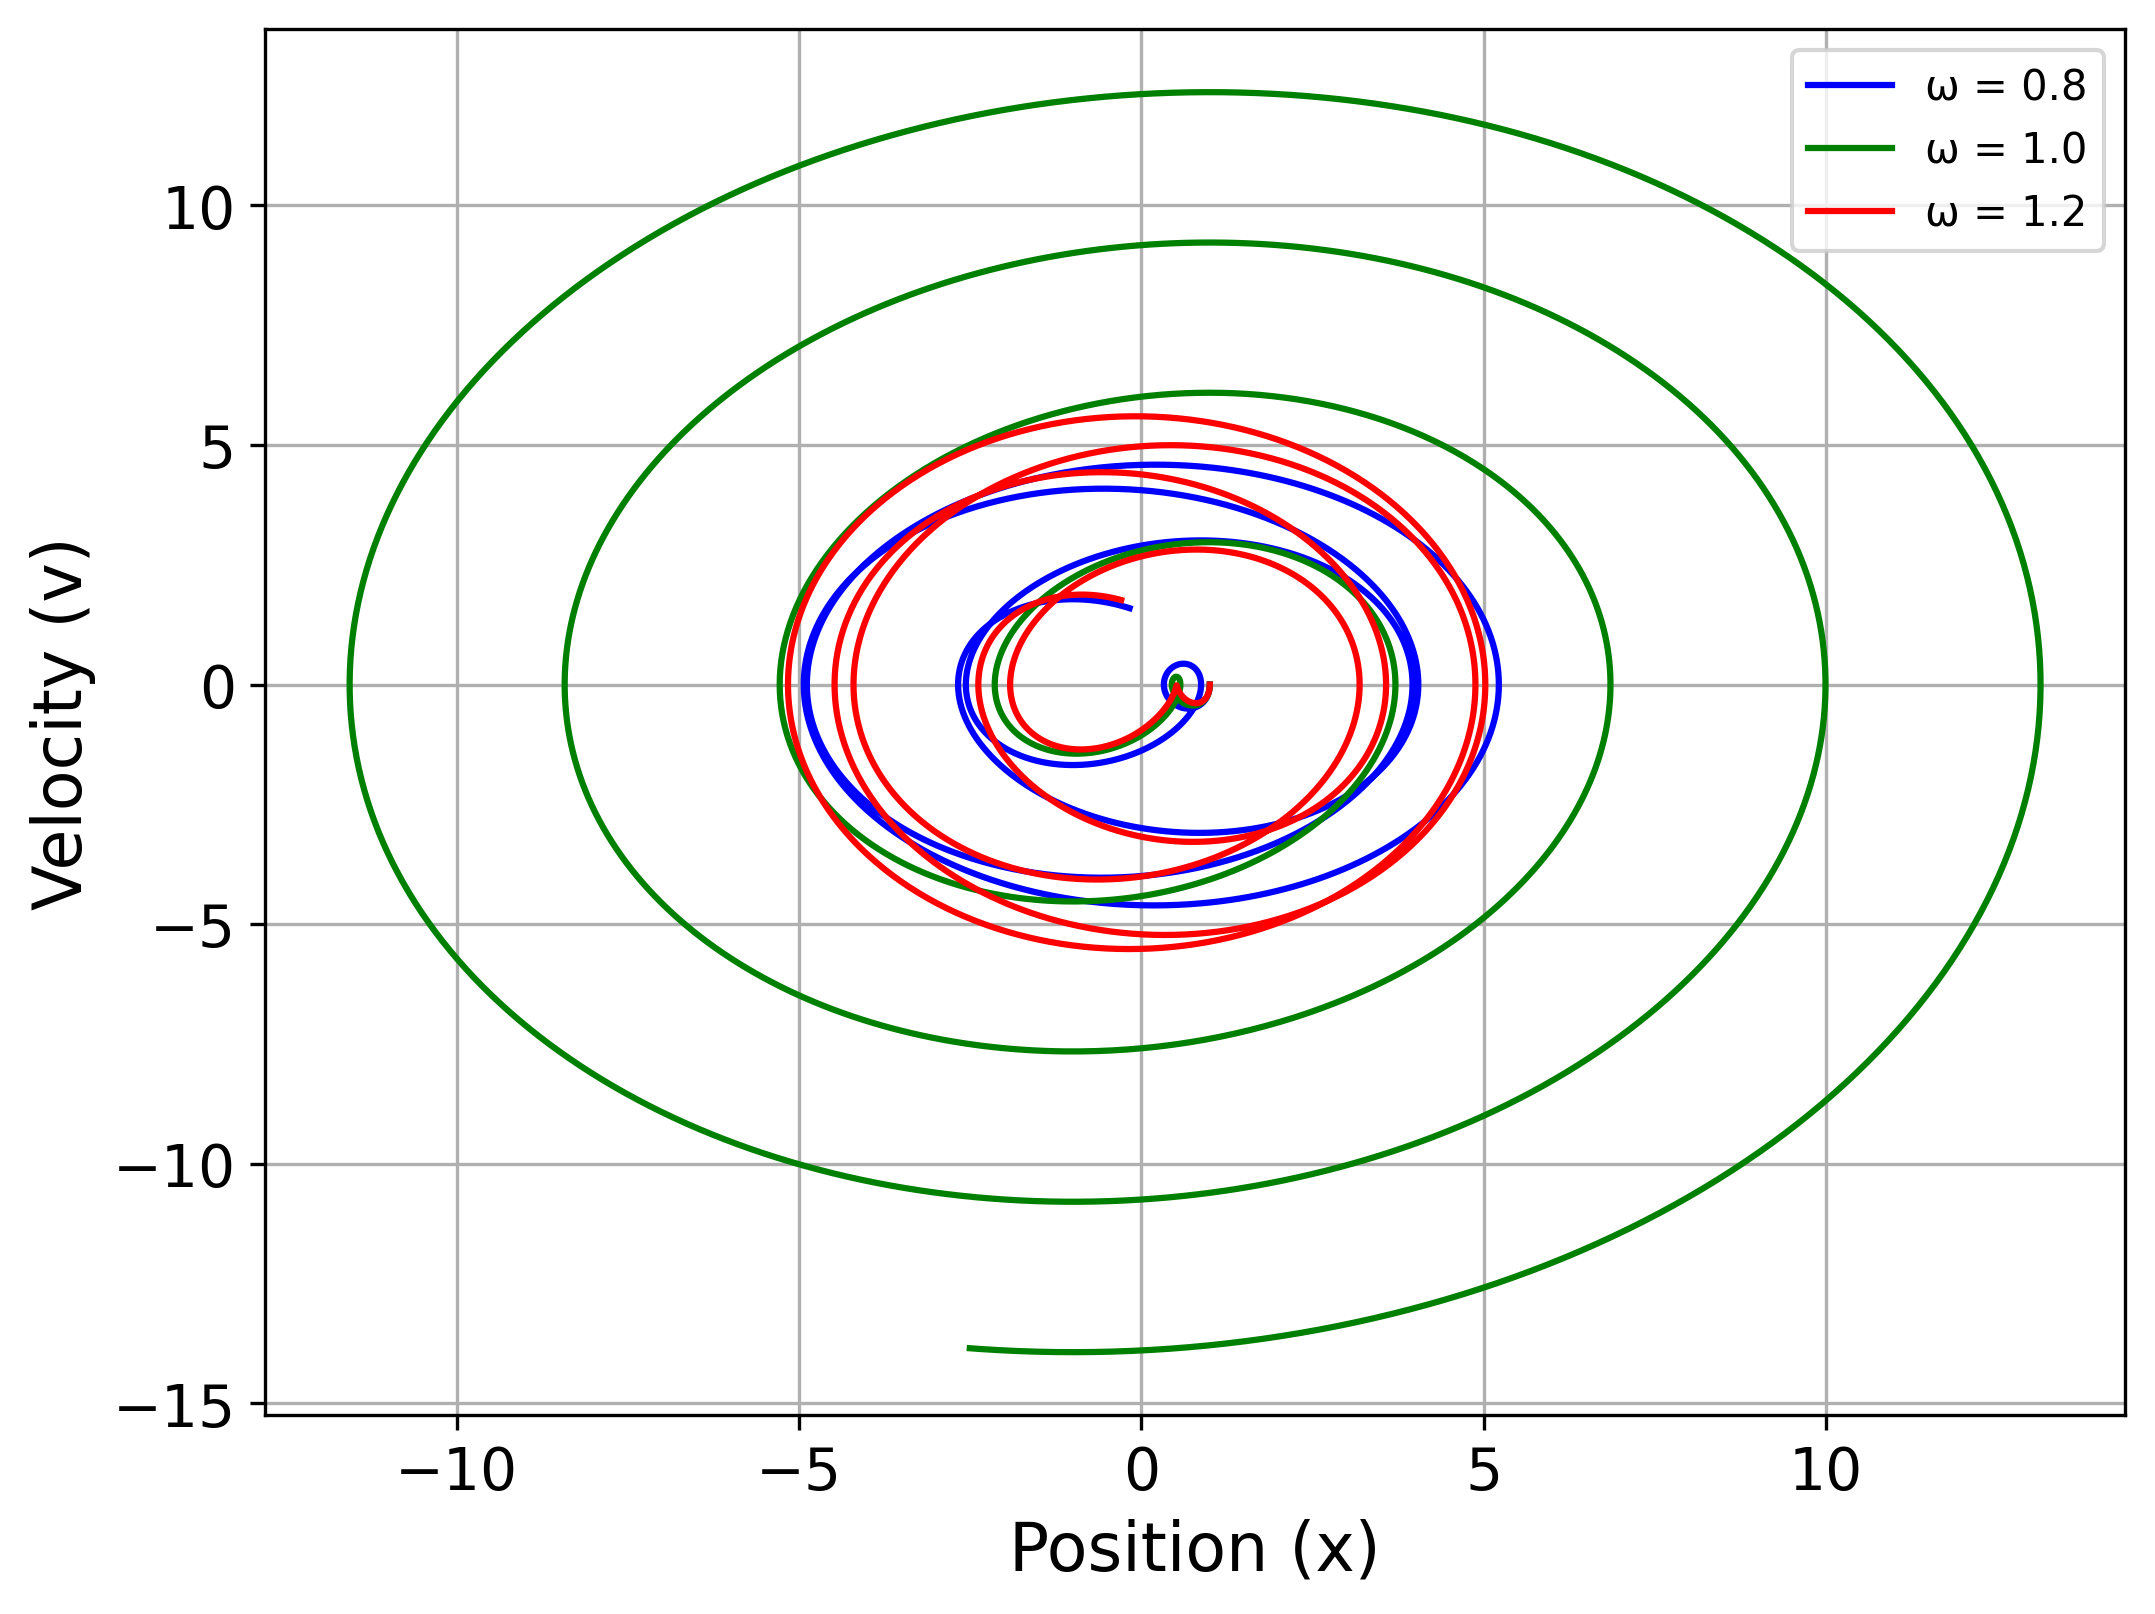 ω = 0.8
ω = 1.0
ω = 1.2
10
5
0
−5
−10
−15
Velocity (v)
−10 −5 0 5 10
Position (x)